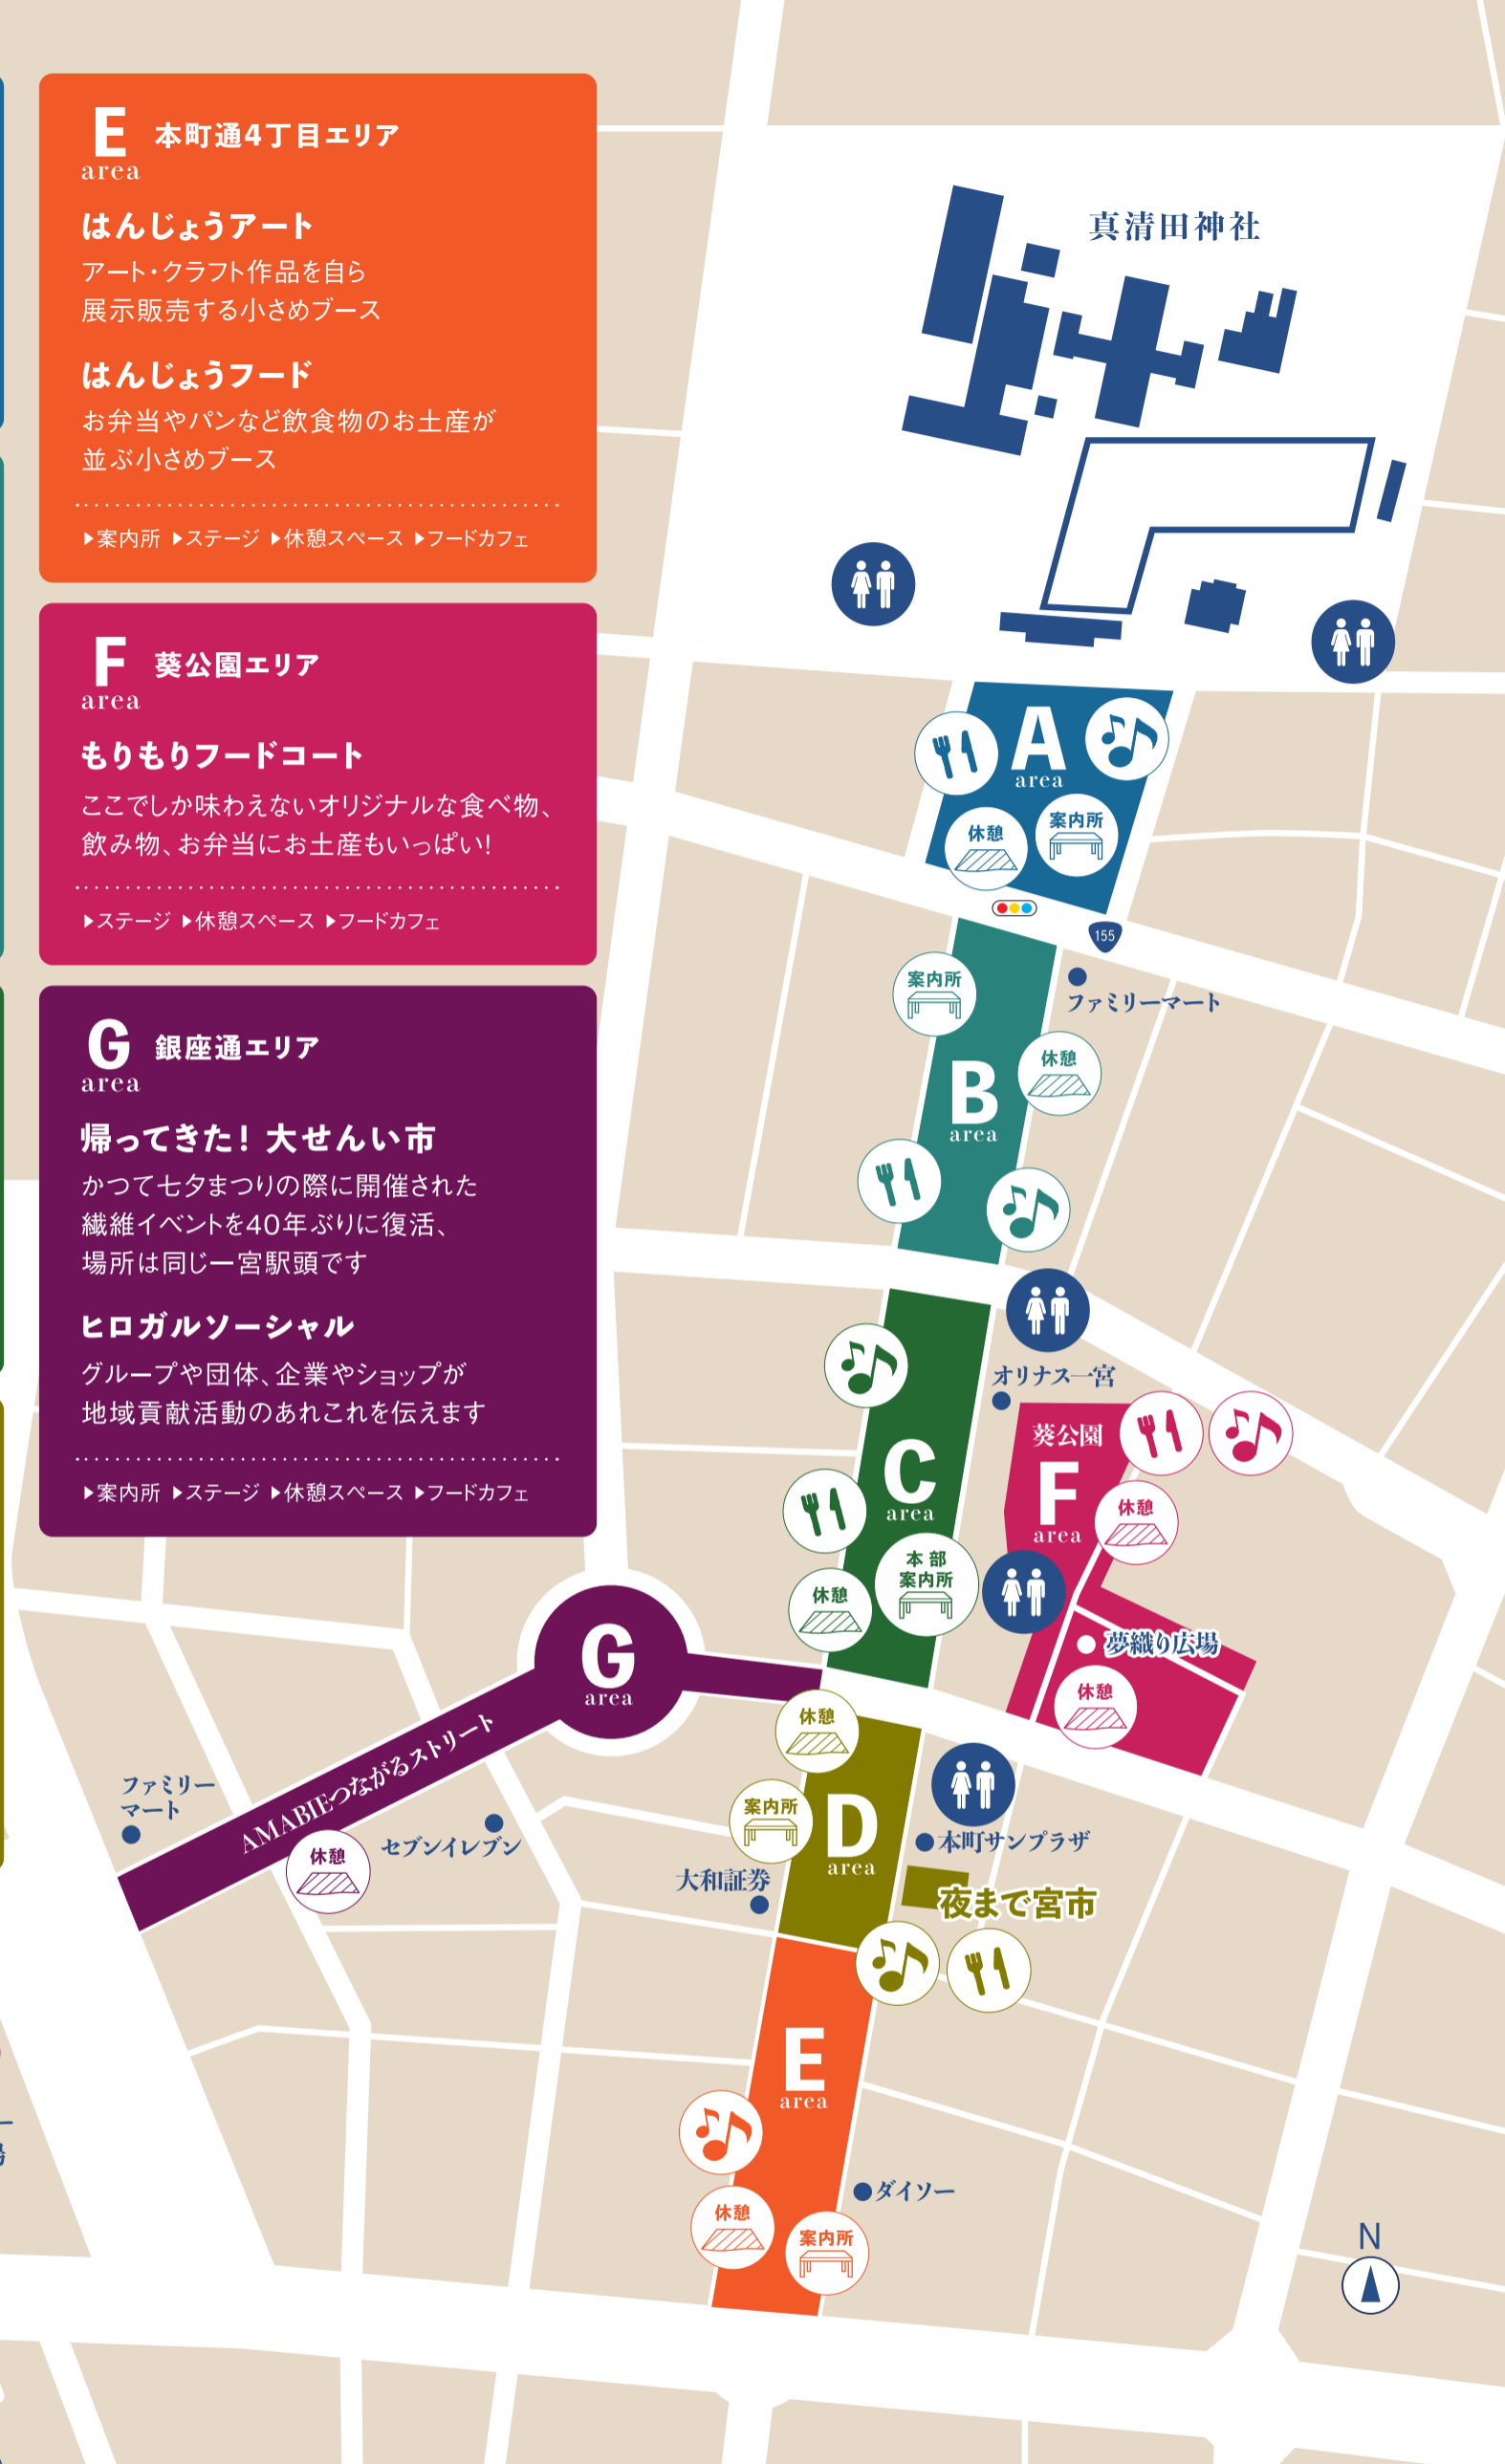 E
area
本町通4丁目エリア
はんじょうアート
アート・クラフト作品を自ら
展示販売する小さめブース
はんじょうフード
お弁当やパンなど飲食物のお土産が
並ぶ小さめブース
▶案内所 ▶ステージ ▶休憩スペース ▶フードカフェ
F
area
葵公園エリア
もりもりフードコート
ここでしか味わえないオリジナルな食べ物、
飲み物、お弁当にお土産もいっぱい!
▶ステージ ▶休憩スペース ▶フードカフェ
G
area
銀座通エリア
帰ってきた! 大せんい市
かつて七夕まつりの際に開催された
繊維イベントを40年ぶりに復活、
場所は同じ一宮駅頭です
ヒロガルソーシャル
グループや団体、企業やショップが
地域貢献活動のあれこれを伝えます
▶案内所 ▶ステージ ▶休憩スペース ▶フードカフェ
真清田神社
A
area
休憩
案内所
155
ファミリーマート
案内所
休憩
B
area
オリナス一宮
葵公園
F
area
休憩
C
area
本部
案内所
休憩
夢織り広場
休憩
G
area
AMABIEつながるストリート
休憩
ファミリー
マート
セブンイレブン
休憩
案内所
D
area
本町サンプラザ
大和証券
夜まで宮市
E
area
ダイソー
休憩
案内所
N